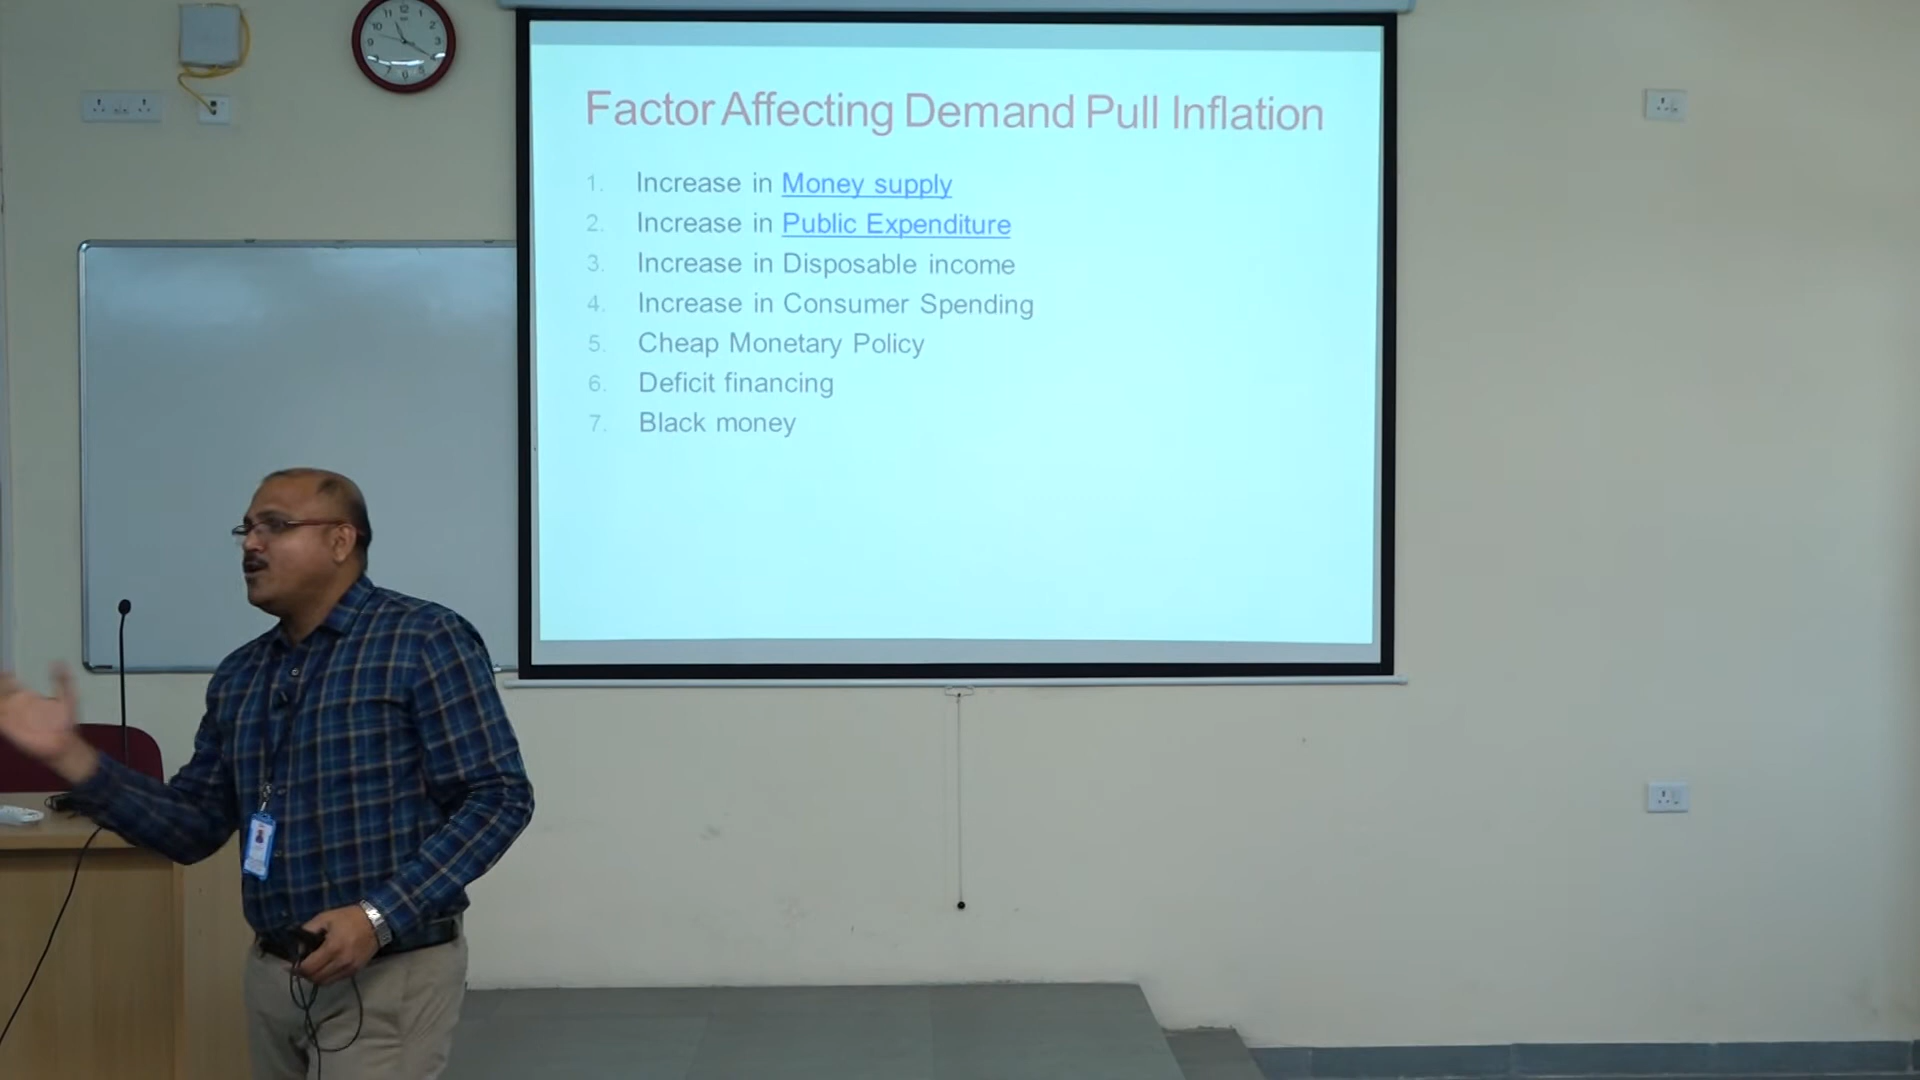 Factor Affecting Demand Pull Inflation
1. Increase in Money supply
2. Increase in Public Expenditure
3. Increase in Disposable income
4. Increase in Consumer Spending
5. Cheap Monetary Policy
6. Deficit financing
7. Black money